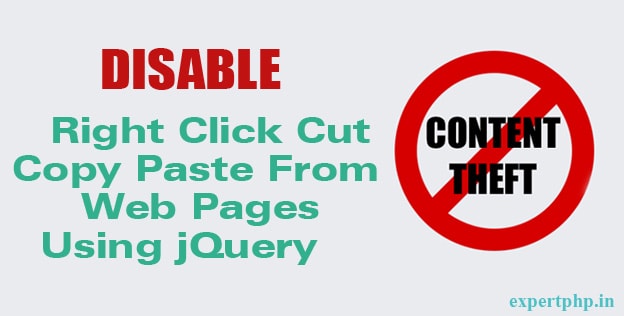 DISABLE
Right Click Cut
Copy Paste From
Web Pages
Using jQuery
CONTENT
THEFT
expertphp.in